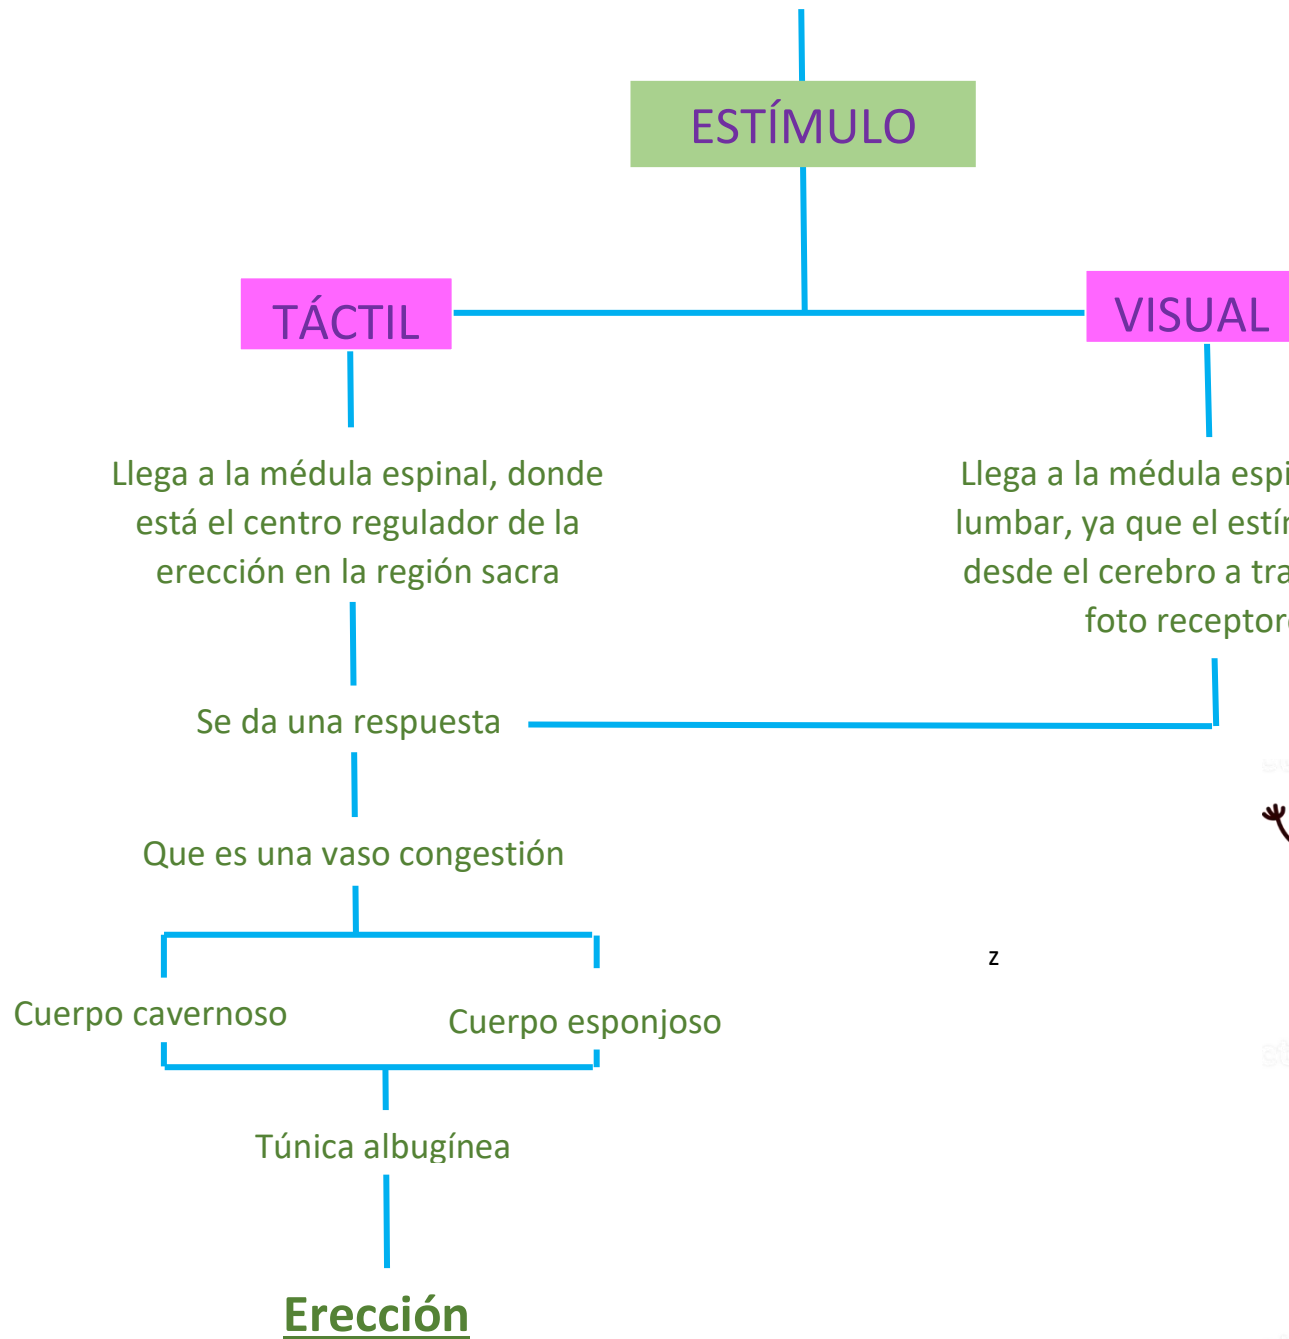 ESTÍMULO
TÁCTIL
VISUAL
Llega a la médula espinal, donde
está el centro regulador de la
erección en la región sacra
Llega a la médula espi
lumbar, ya que el estí
desde el cerebro a tra
foto receptor
Se da una respuesta
Que es una vaso congestión
z
Cuerpo cavernoso
Cuerpo esponjoso
Túnica albugínea
Erección